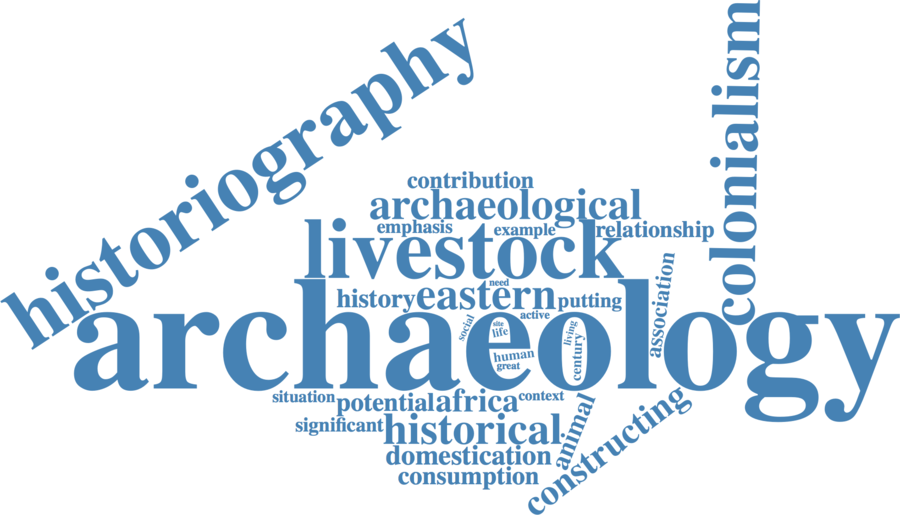 historiography
colonialism
contribution
archaeological
emphasis
example
relationship
livestock
need
history
eastern
putting
association
archaeology
social
site
life
active
living
century
human
great
situation
potential
africa
context
significant
historical
animal
constructing
domestication
consumption